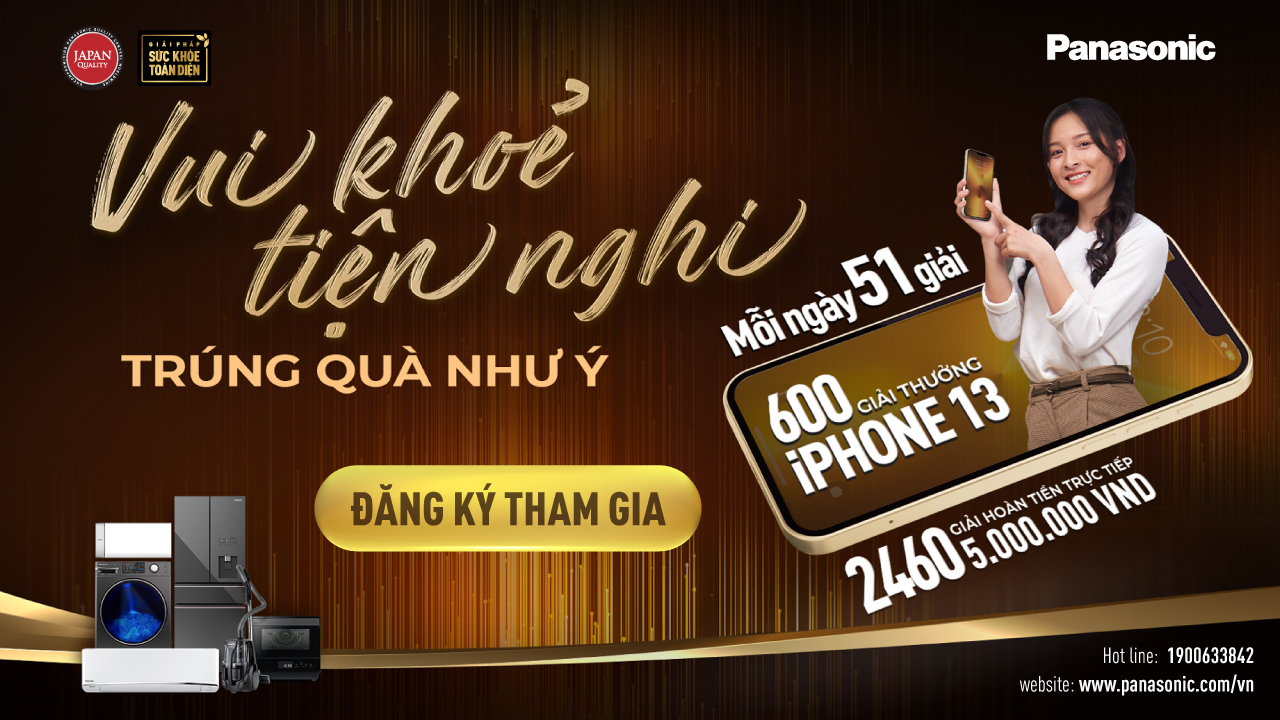 JAPAN
QUALITY
GIẢI PHÁP
SỨC KHỎE
TOÀN DIỆN
Panasonic
Vui khoẻ
tiện nghi
TRÚNG QUÀ NHƯ Ý
Mỗi ngày 51 giải
600 GIẢI THƯỞNG
iPHONE 13
2460 GIẢI HOÀN TIỀN TRỰC TIẾP
5.000.000 VND
ĐĂNG KÝ THAM GIA
Hot line: 1900633842
website: www.panasonic.com/vn